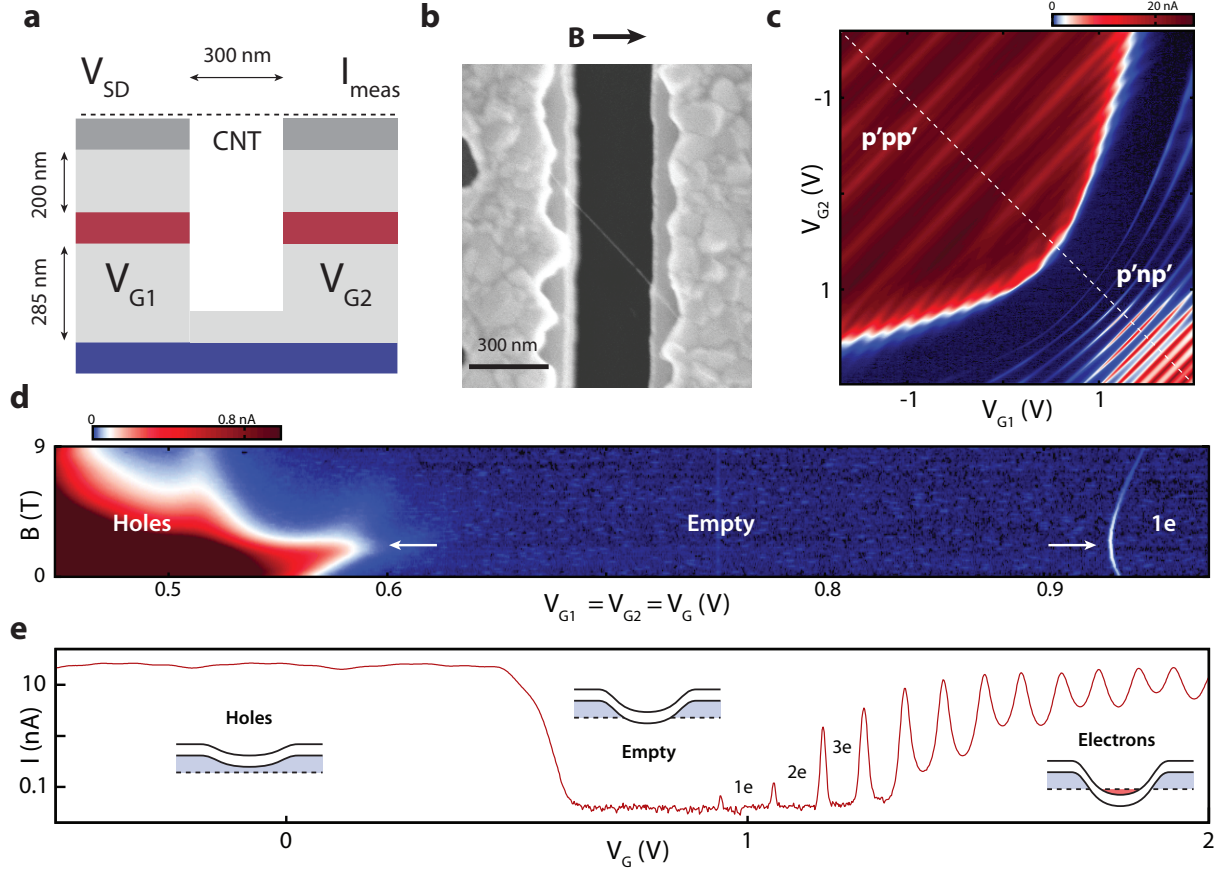 a
300 nm
V_SD
I_meas
CNT
200 nm
285 nm
V_G1
V_G2
b
B
300 nm
c
0
20 nA
-1
1
V_G2 (V)
p'pp'
p'np'
-1
1
V_G1 (V)
d
0
0.8 nA
9
0
B (T)
Holes
Empty
1e
0.5
0.6
0.8
0.9
V_G1 = V_G2 = V_G (V)
e
10
0.1
I (nA)
Holes
Empty
1e
2e
3e
Electrons
0
1
2
V_G (V)